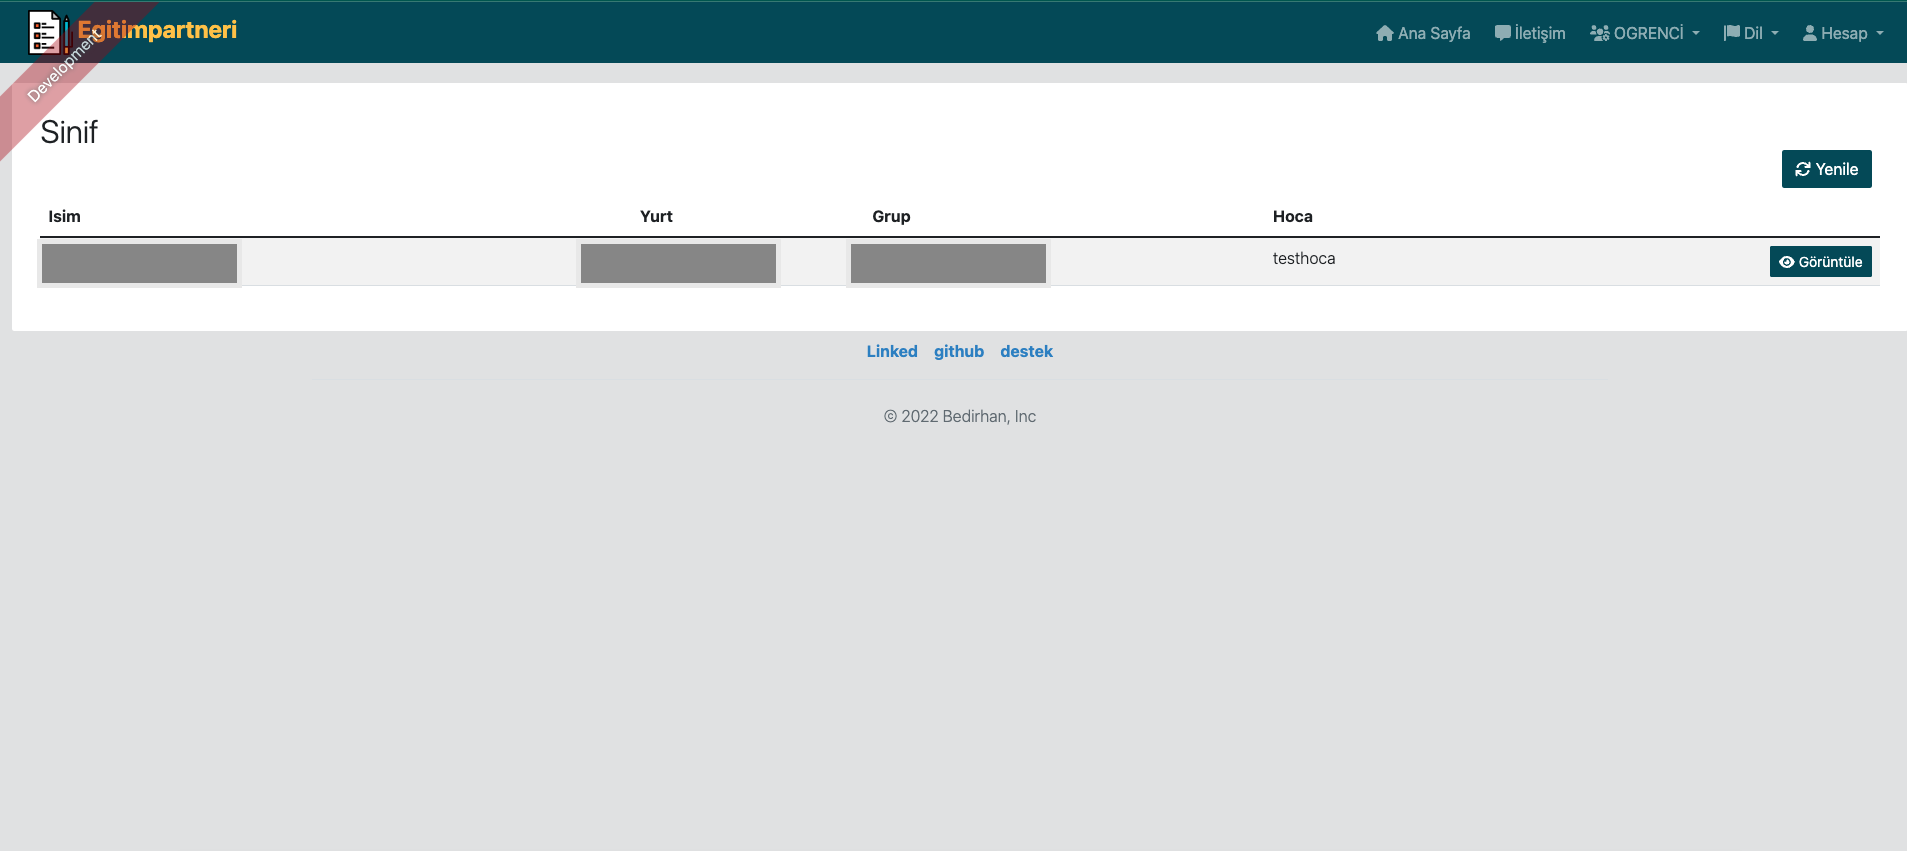 Egitimpartneri
Ana Sayfa İletişim OGRENCİ Dil Hesap
Development
Sinif
Yenile
Isim Yurt Grup Hoca
testhoca Görüntüle
Linked github destek
© 2022 Bedirhan, Inc